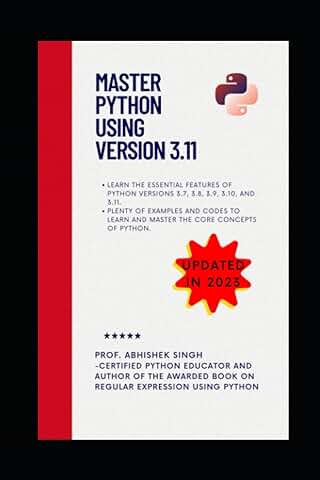 MASTER
PYTHON
USING
VERSION 3.11
• LEARN THE ESSENTIAL FEATURES OF
PYTHON VERSIONS 3.7, 3.8, 3.9, 3.10, AND
3.11.
• PLENTY OF EXAMPLES AND CODES TO
LEARN AND MASTER THE CORE CONCEPTS
OF PYTHON.
UPDATED
IN 2023
★★★★★
PROF. ABHISHEK SINGH
-CERTIFIED PYTHON EDUCATOR AND
AUTHOR OF THE AWARDED BOOK ON
REGULAR EXPRESSION USING PYTHON